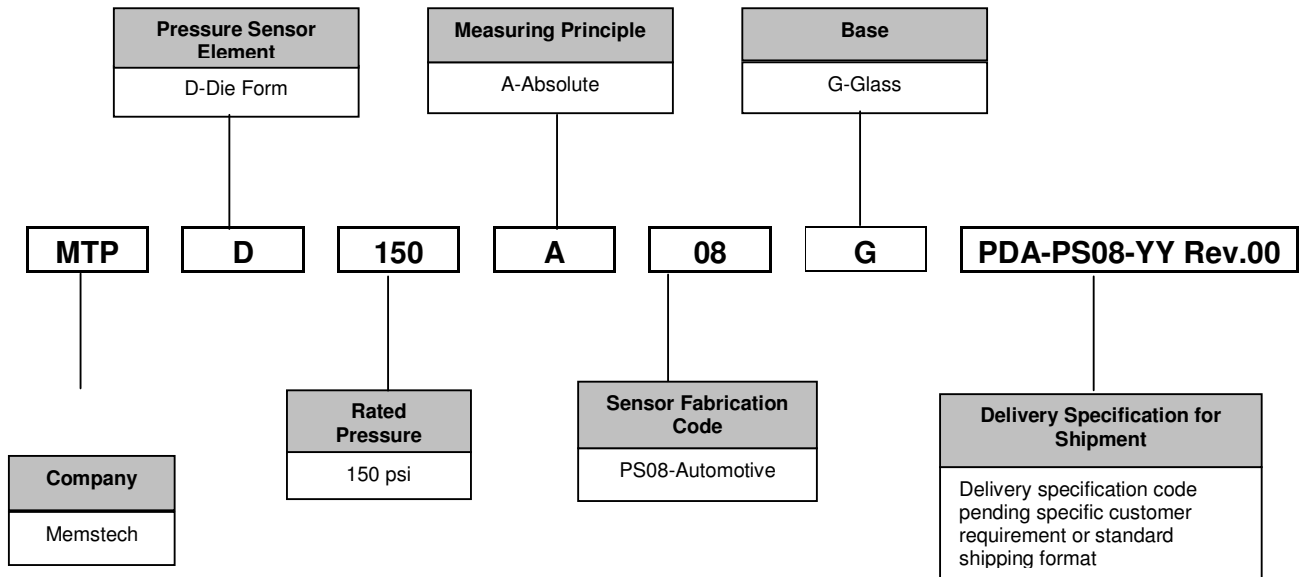 Pressure Sensor
Element
D-Die Form
Measuring Principle
A-Absolute
Base
G-Glass
MTP
D
150
A
08
G
PDA-PS08-YY Rev.00
Company
Memstech
Rated
Pressure
150 psi
Sensor Fabrication
Code
PS08-Automotive
Delivery Specification for
Shipment
Delivery specification code
pending specific customer
requirement or standard
shipping format